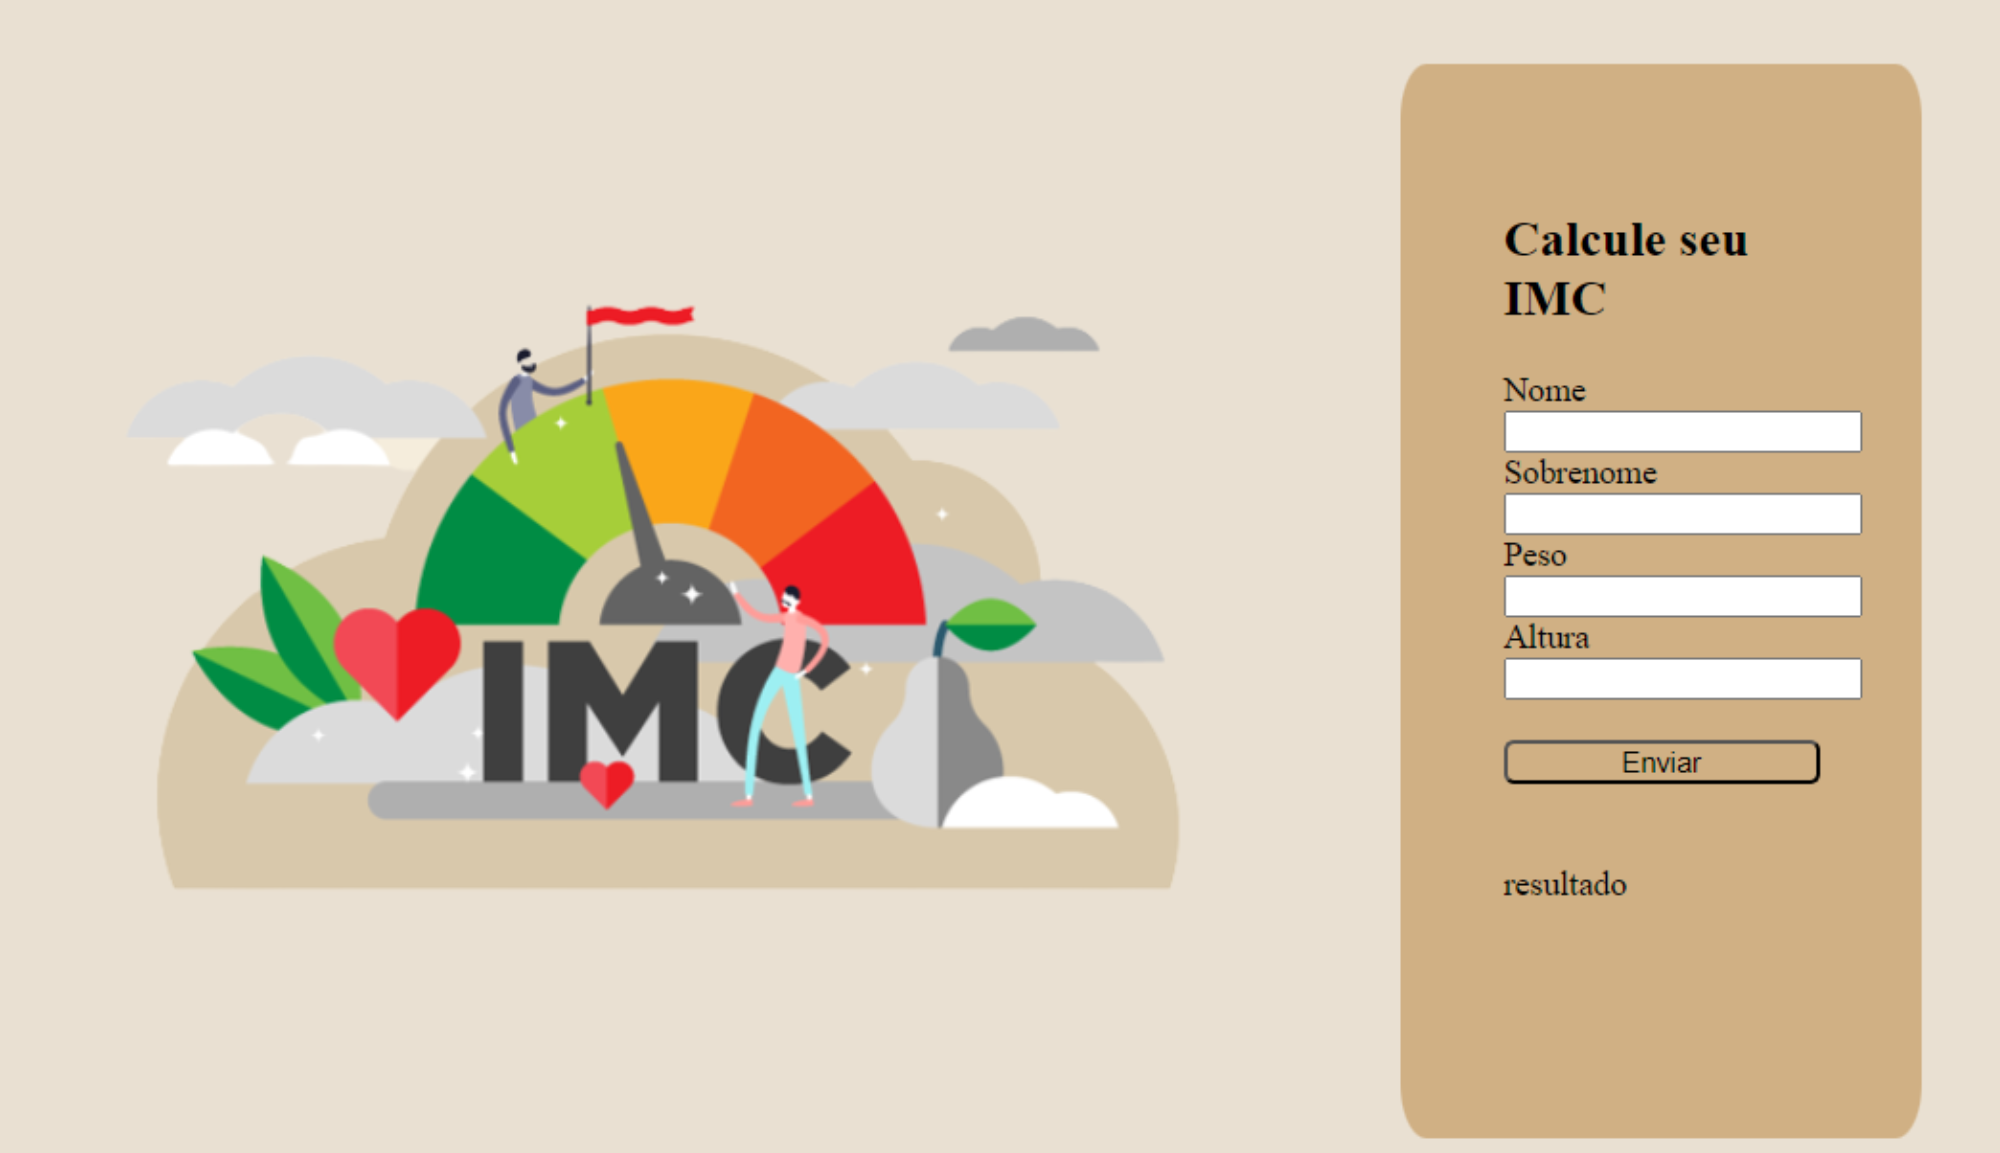 IMC
Calcule seu
IMC
Nome
Sobrenome
Peso
Altura
Enviar
resultado